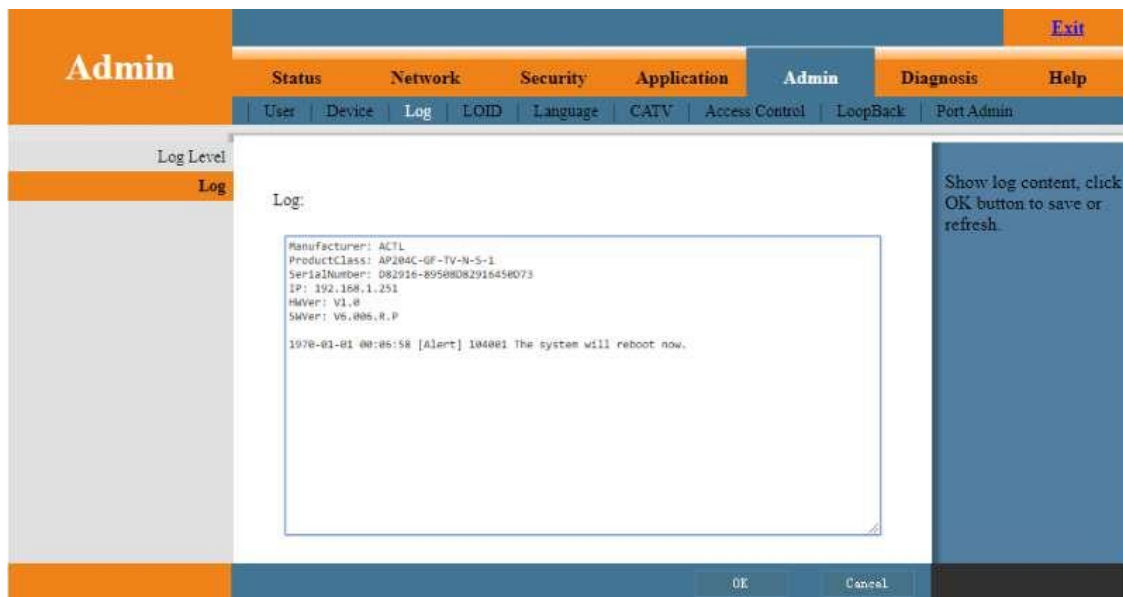 Admin
Exit
Status Network Security Application Admin Diagnosis Help
User | Device | Log | LOID | Language | CATV | Access Control | LoopBack | Port Admin
Log Level
Log
Log:
Manufacturer: ACTL
ProductClass: AP204C-GF-TV-N-S-1
SerialNumber: D82916-89508D82916450D73
IP: 192.168.1.251
HWVer: V1.0
SWVer: V6.006.R.P
1970-01-01 00:06:58 [Alert] 104001 The system will reboot now.
Show log content, click
OK button to save or
refresh.
OK Cancel